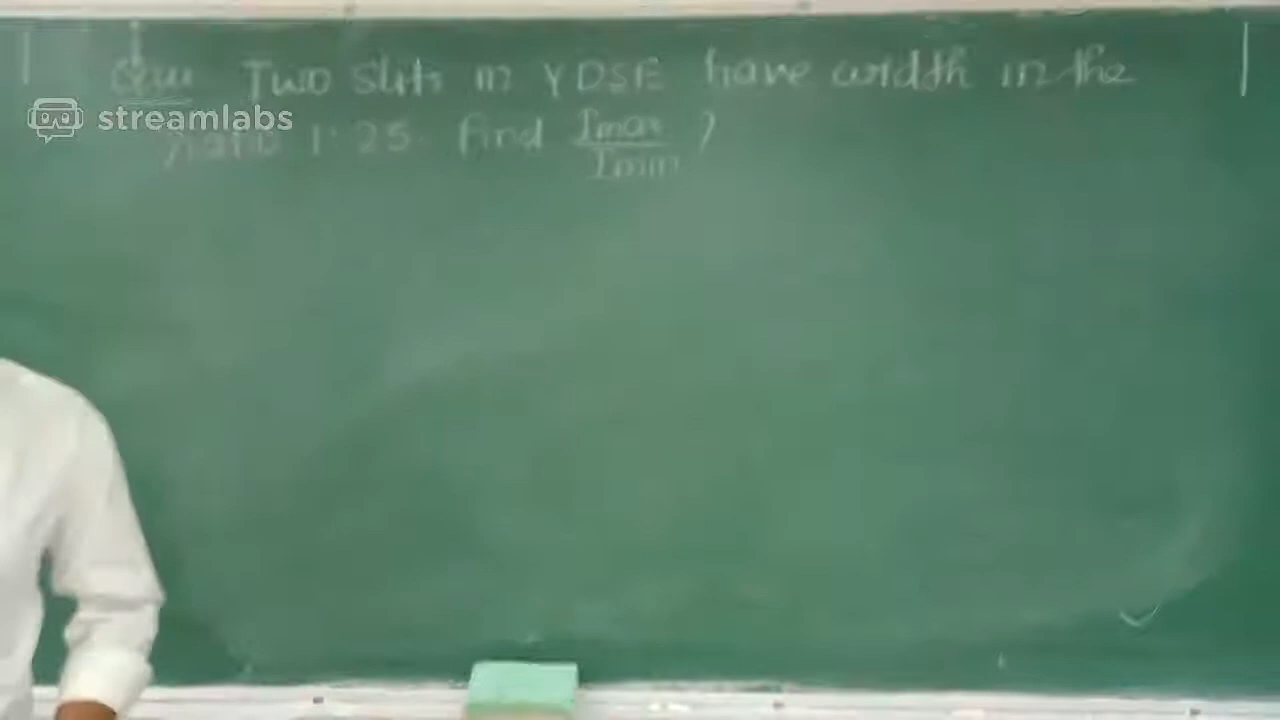 Que Two slits in YDSE have width in the
streamlabs
ratio 1:25. find Imax/Imin ?